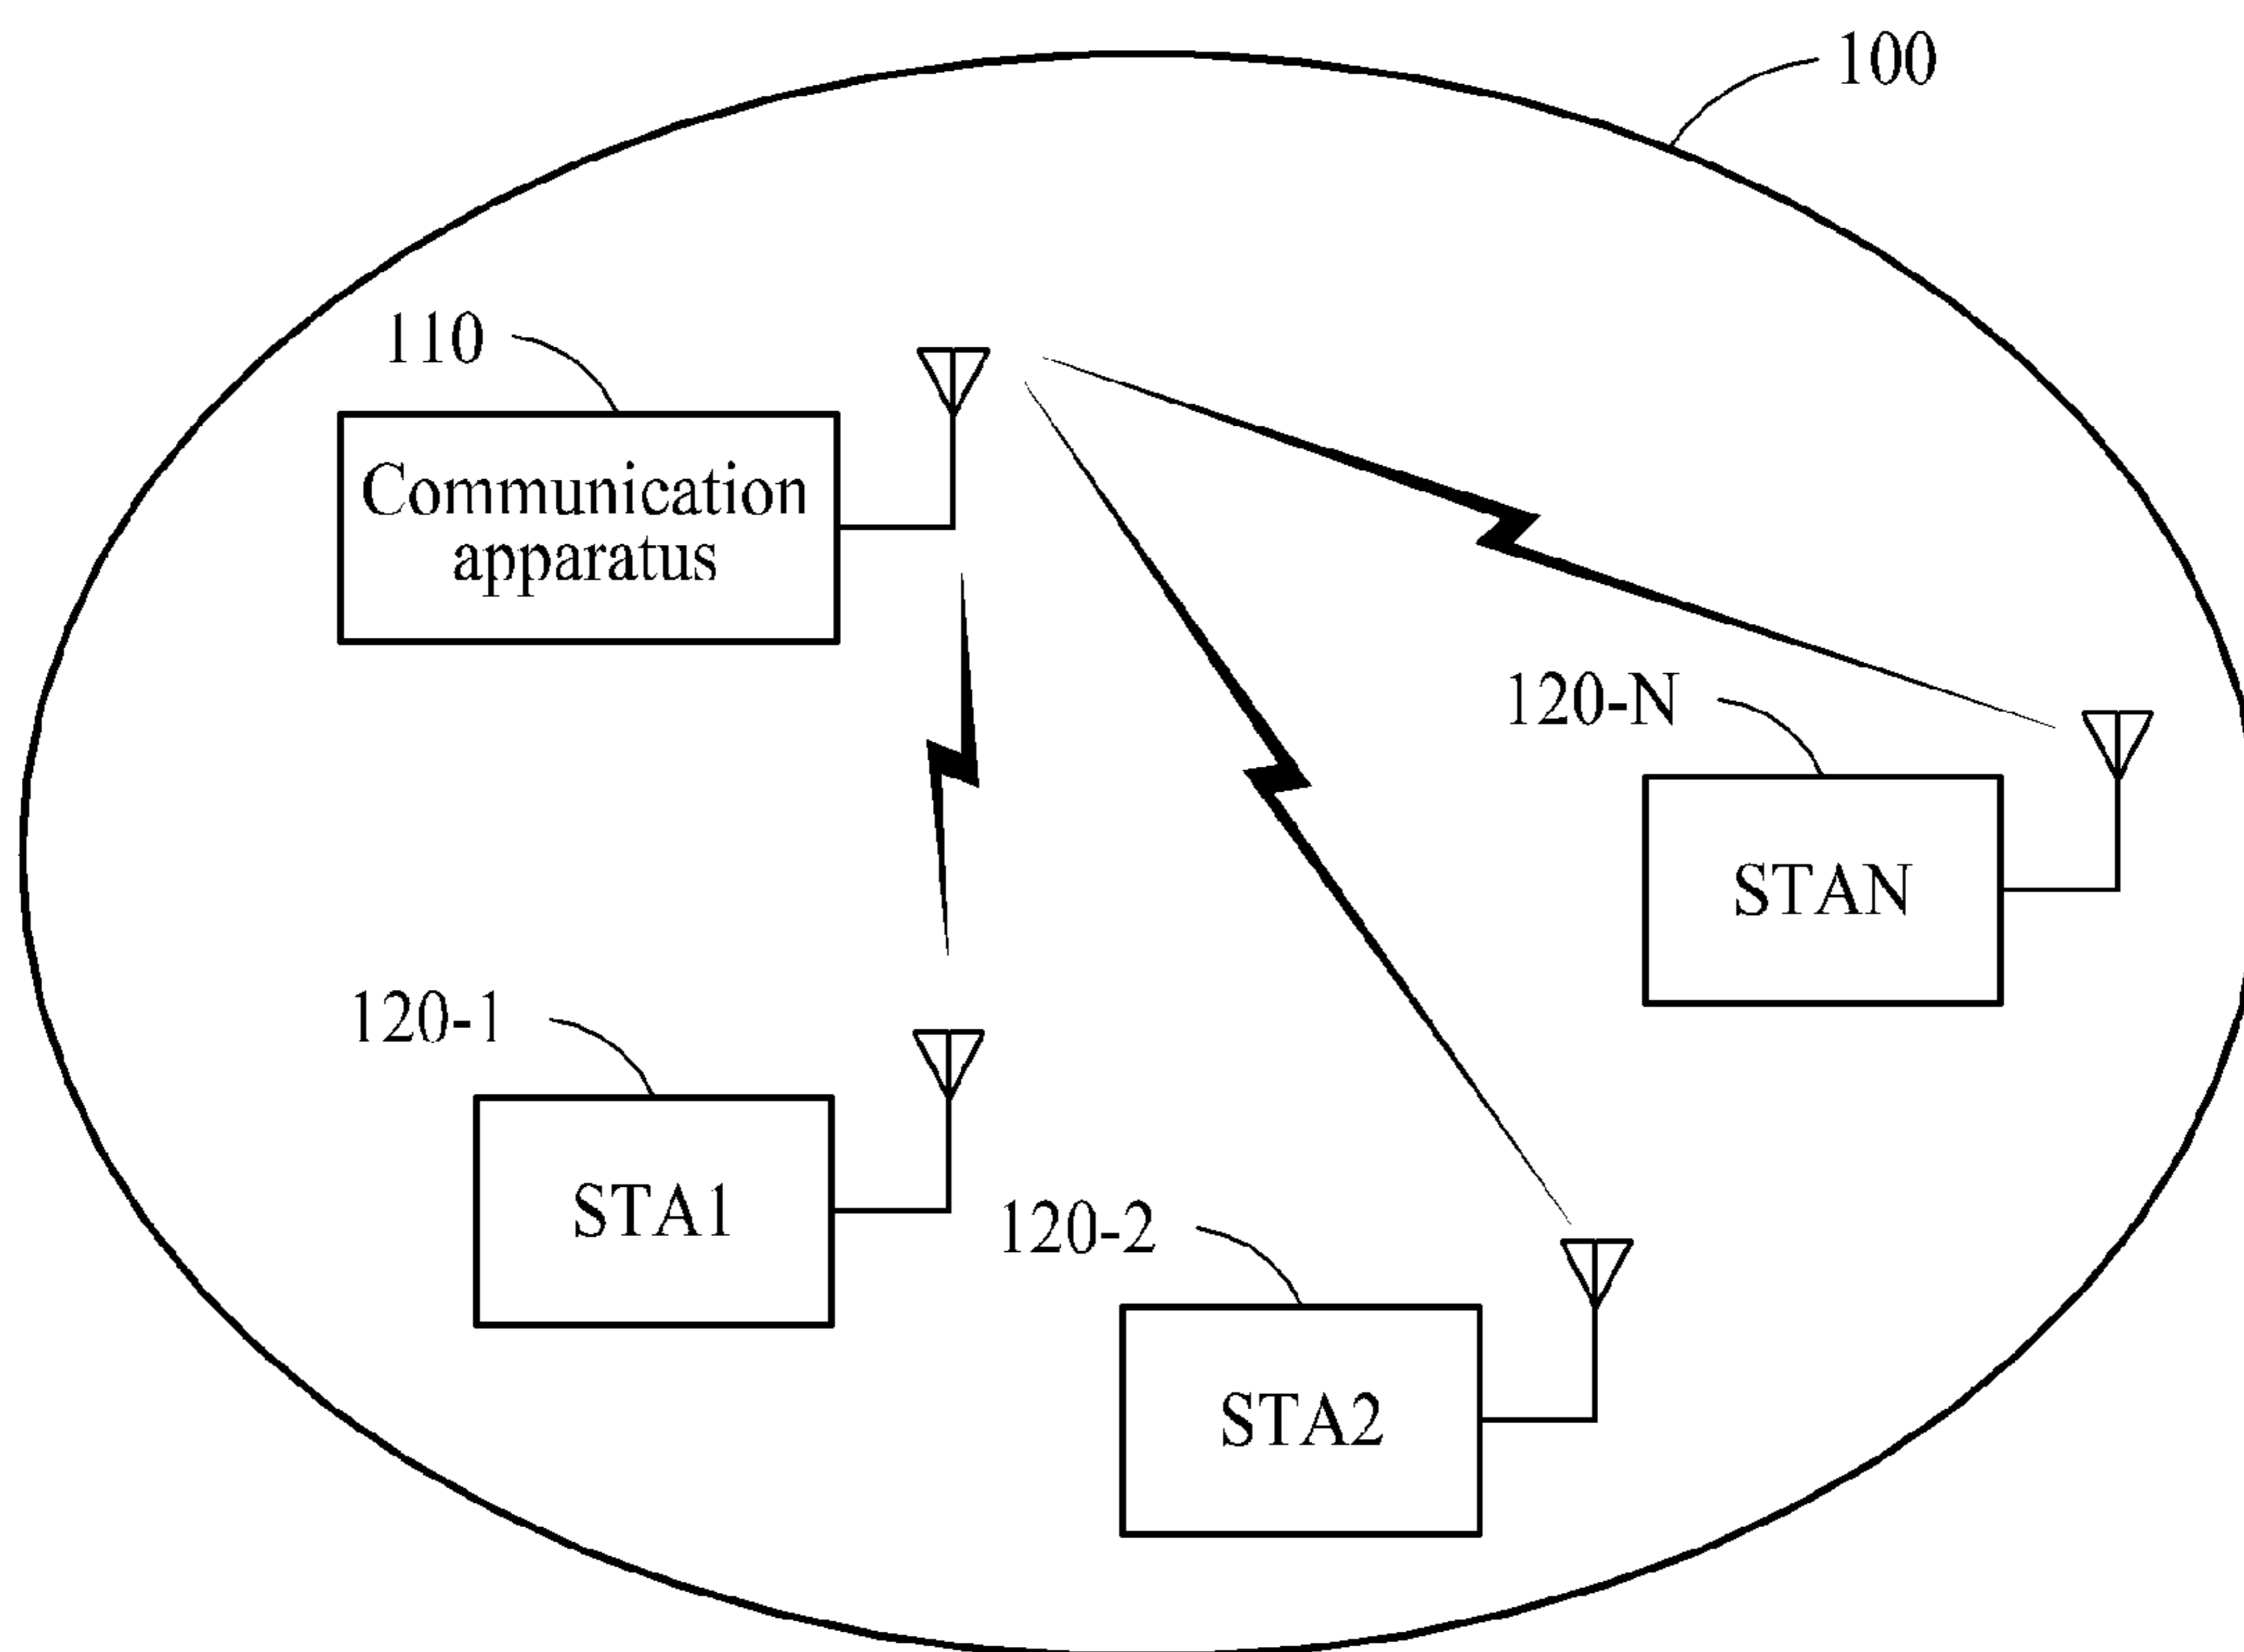 100
110
Communication
apparatus
120-N
STAN
120-1
STA1
120-2
STA2